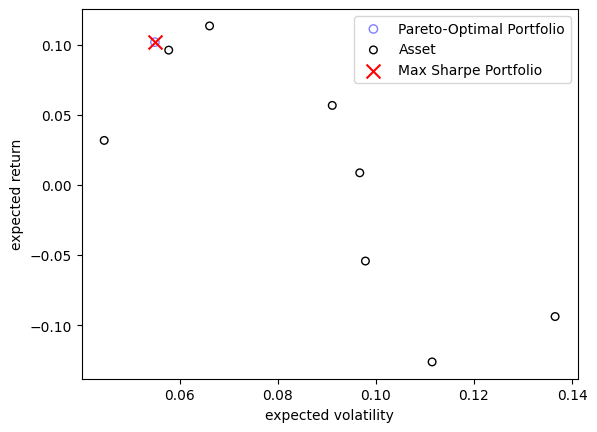 Pareto-Optimal Portfolio
Asset
Max Sharpe Portfolio
0.10
0.05
0.00
−0.05
−0.10
expected return
0.06
0.08
0.10
0.12
0.14
expected volatility